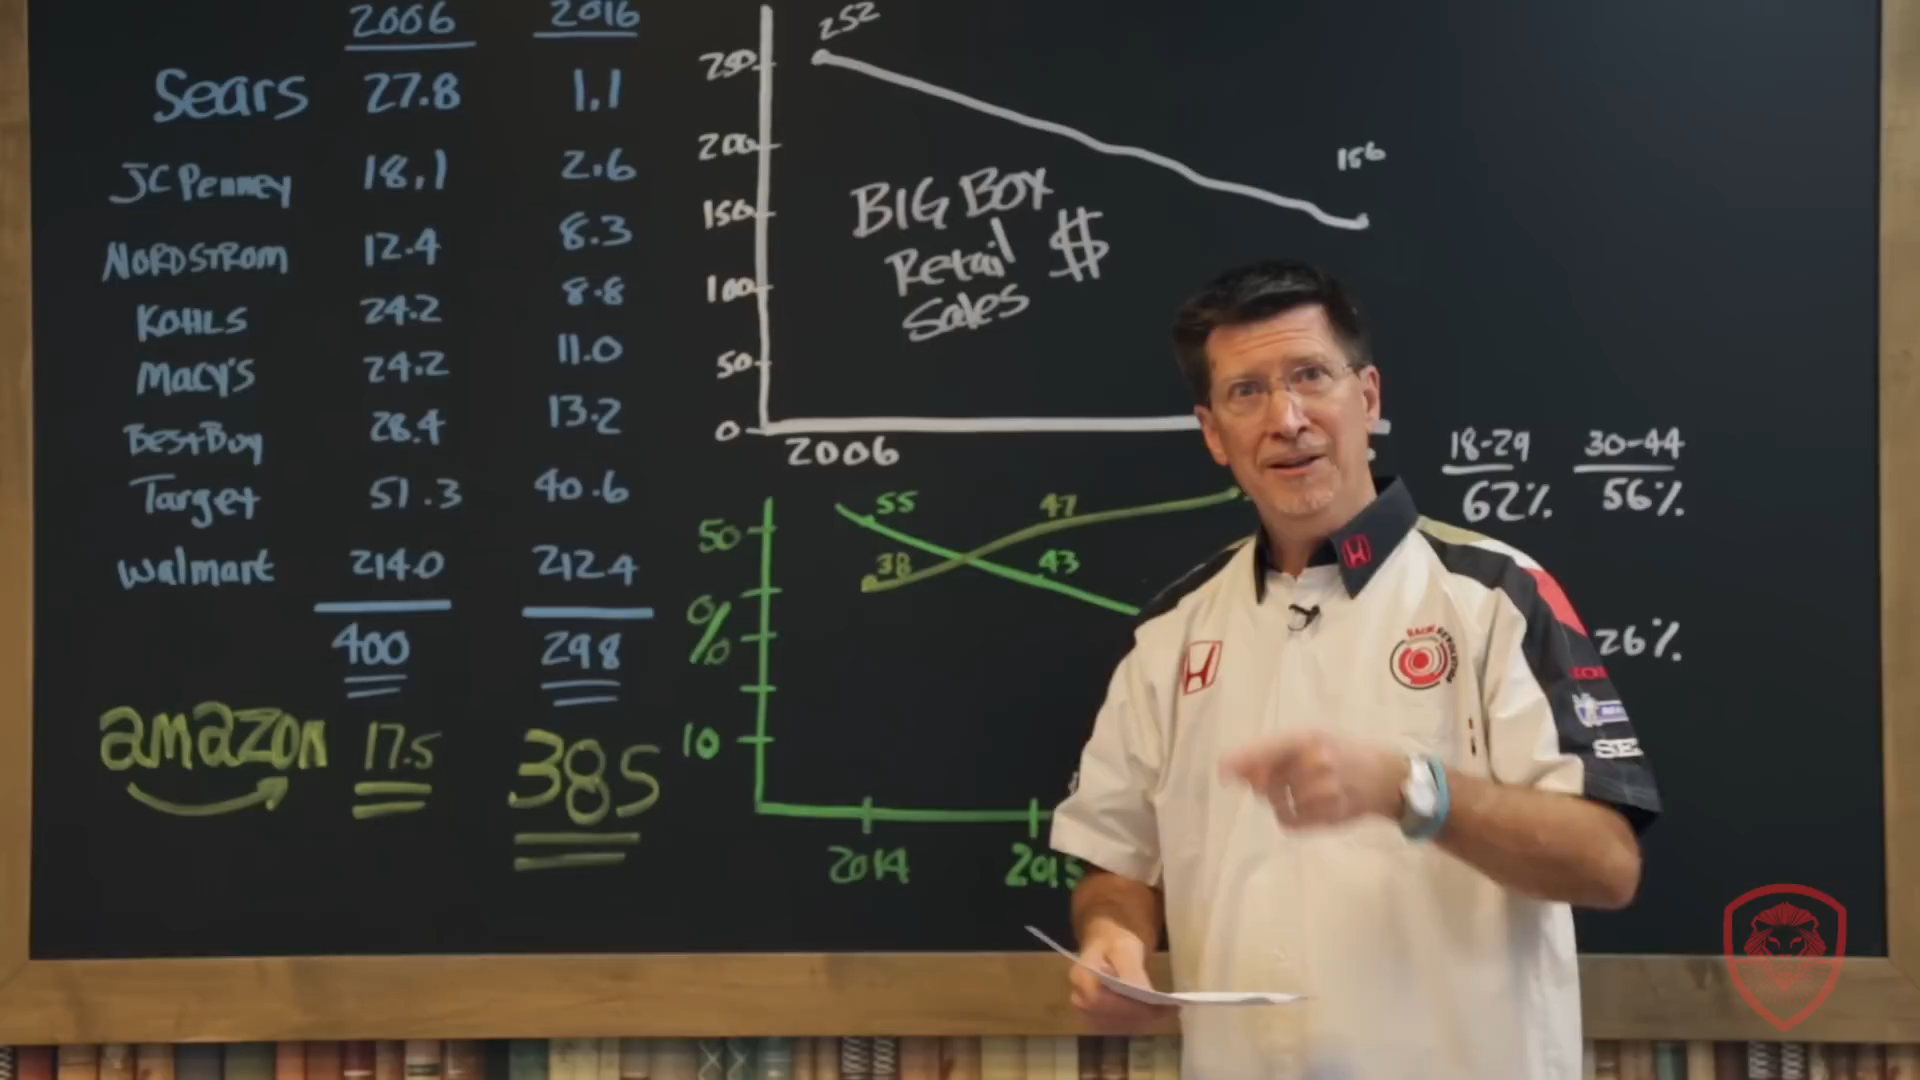 2006 2016
Sears 27.8 1.1
JCPenney 18.1 2.6
NORDSTROM 12.4 8.3
KOHLS 24.2 8.8
Macy's 24.2 11.0
BestBuy 28.4 13.2
Target 51.3 40.6
Walmart 214.0 212.4
400 298
amazon 17.5 385
252
250
200
150
100
50
0
156
BIG BOX
Retail $
Sales
2006
50
%
10
55
38
47
43
2014 2015
18-29 30-44
62% 56%
26%
SE